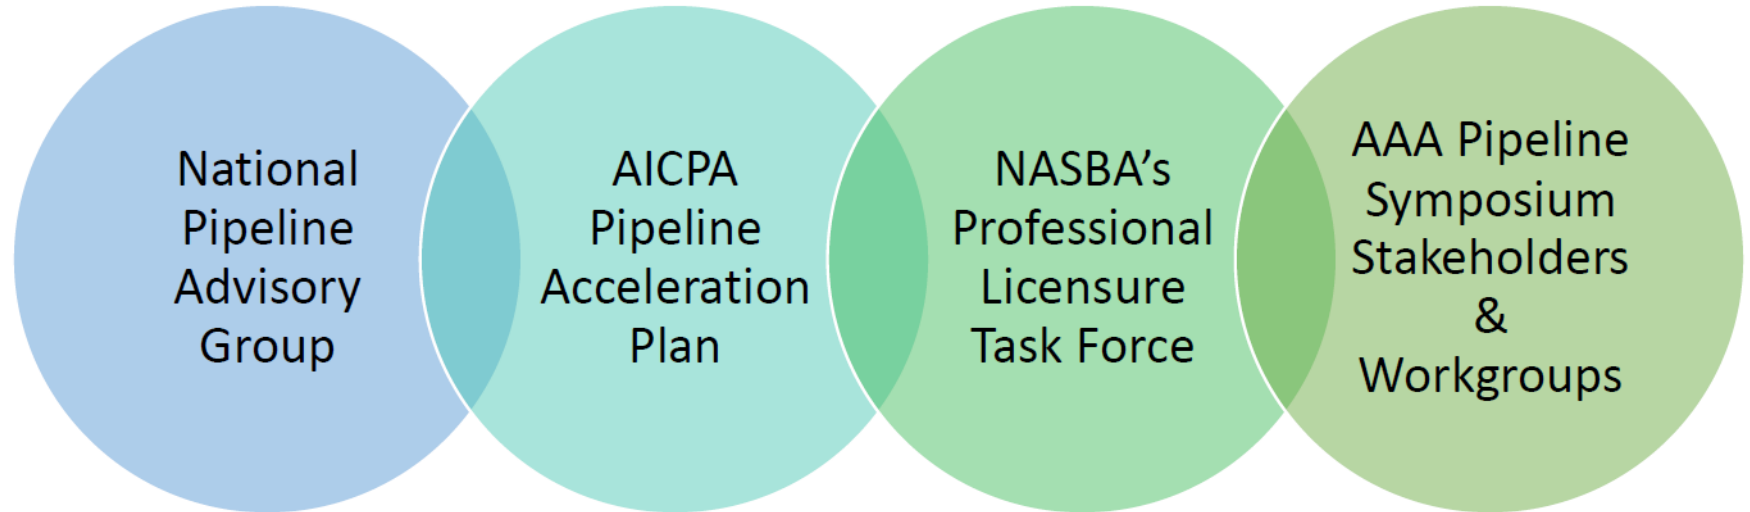 National
Pipeline
Advisory
Group
AICPA
Pipeline
Acceleration
Plan
NASBA’s
Professional
Licensure
Task Force
AAA Pipeline
Symposium
Stakeholders
&
Workgroups